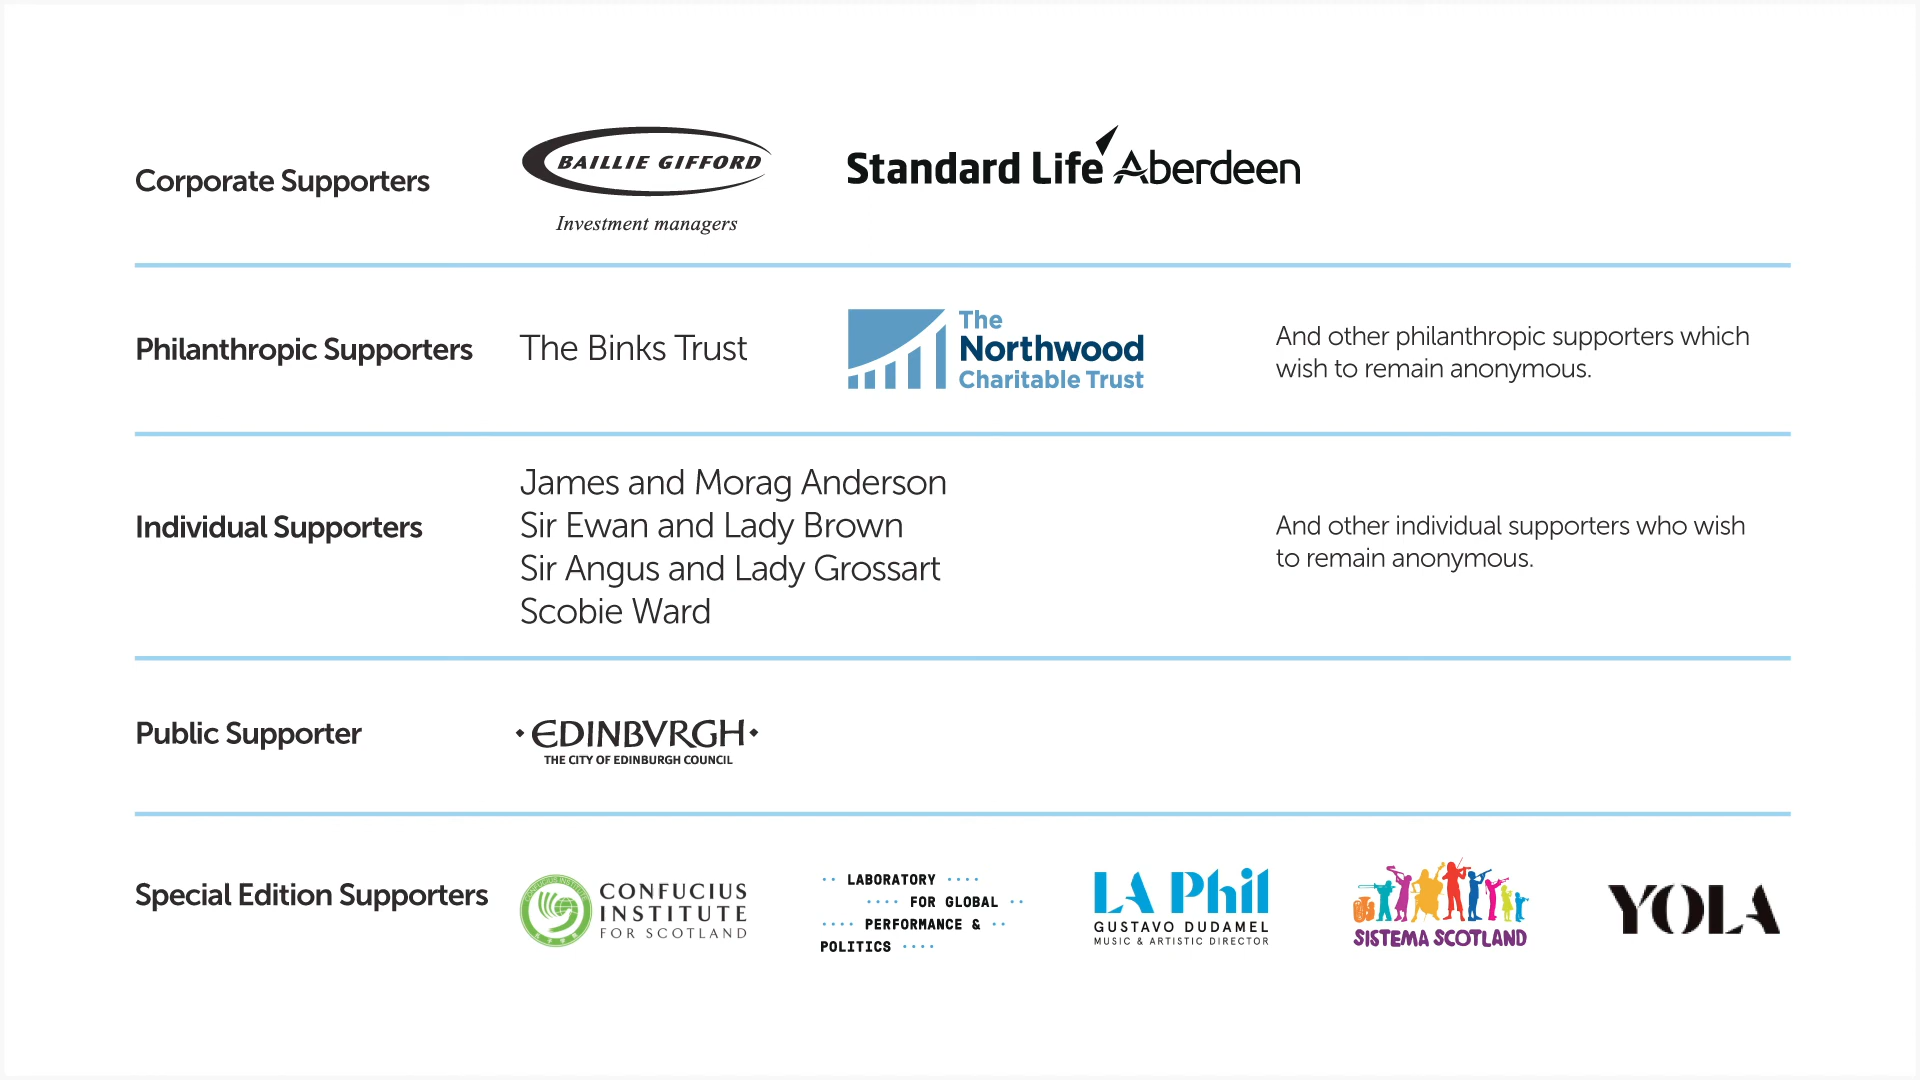 Corporate Supporters
BAILLIE GIFFORD
Investment managers
Standard Life Aberdeen
Philanthropic Supporters
The Binks Trust
The
Northwood
Charitable Trust
And other philanthropic supporters which
wish to remain anonymous.
Individual Supporters
James and Morag Anderson
Sir Ewan and Lady Brown
Sir Angus and Lady Grossart
Scobie Ward
And other individual supporters who wish
to remain anonymous.
Public Supporter
• EDINBVRGH •
THE CITY OF EDINBURGH COUNCIL
Special Edition Supporters
CONFUCIUS
INSTITUTE
FOR SCOTLAND
LABORATORY
FOR GLOBAL
PERFORMANCE &
POLITICS
LA Phil
GUSTAVO DUDAMEL
MUSIC & ARTISTIC DIRECTOR
SISTEMA SCOTLAND
YOLA